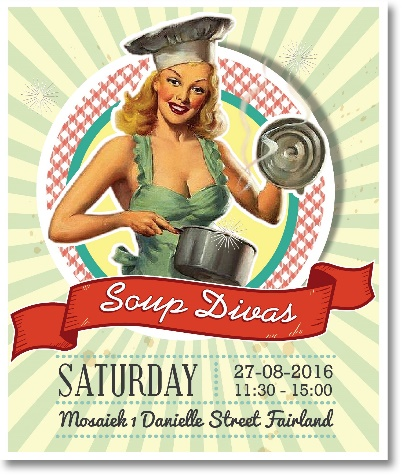 Soup Divas
SATURDAY
27-08-2016
11:30 - 15:00
Mosaiek 1 Danielle Street Fairland